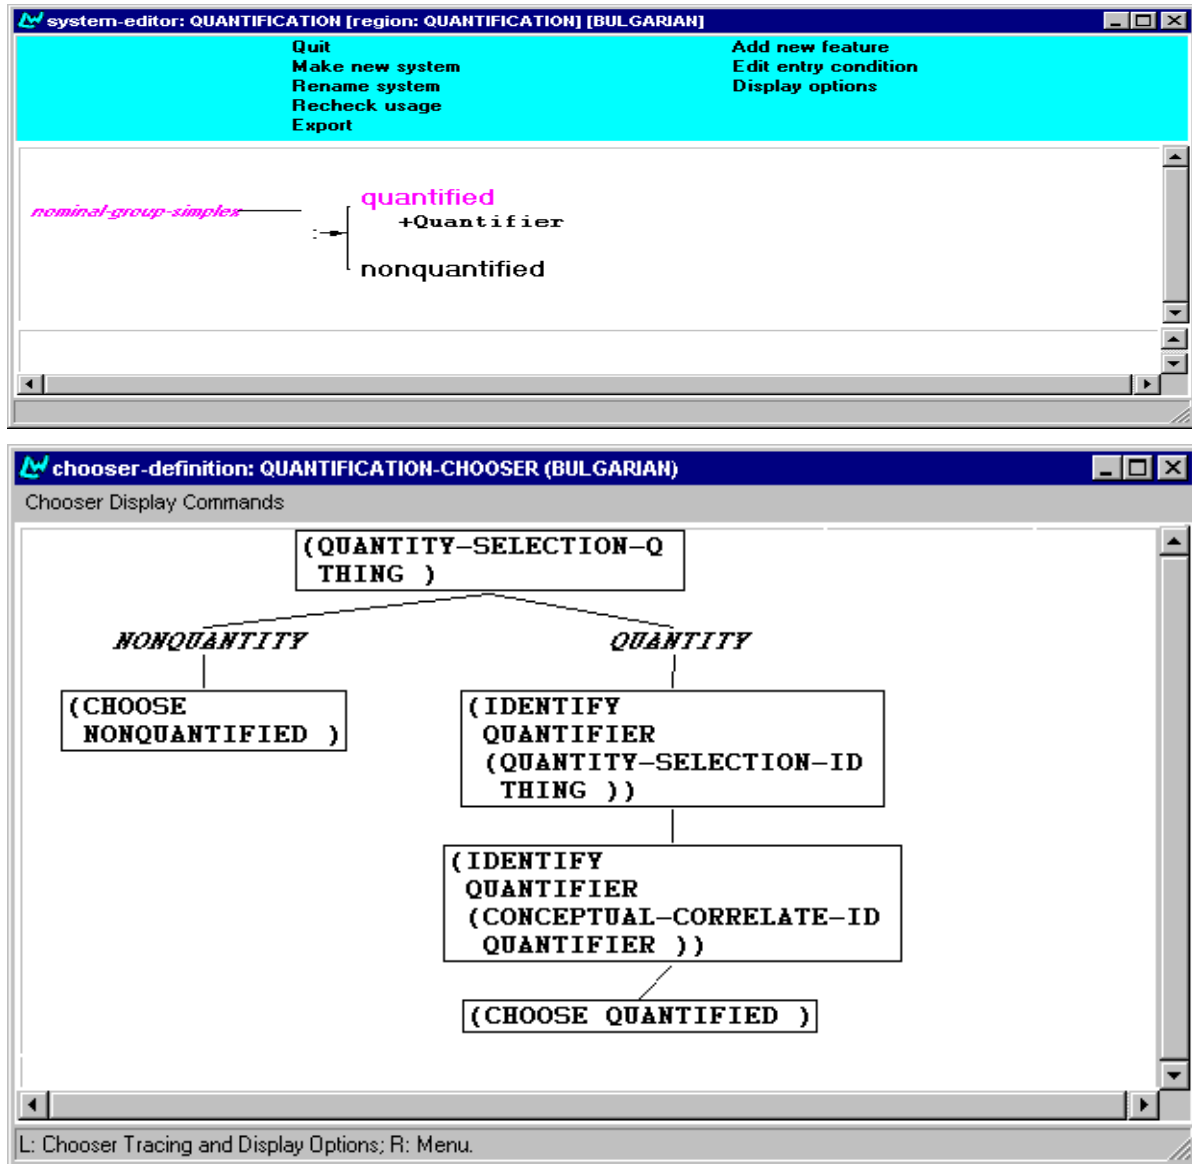 system-editor: QUANTIFICATION [region: QUANTIFICATION] [BULGARIAN]
Quit
Add new feature
Make new system
Edit entry condition
Rename system
Display options
Recheck usage
Export
quantified
nominal-group-simplex
+Quantifier
nonquantified
chooser-definition: QUANTIFICATION-CHOOSER (BULGARIAN)
Chooser Display Commands
(QUANTITY-SELECTION-Q
THING )
NONQUANTITY
QUANTITY
(CHOOSE
NONQUANTIFIED )
(IDENTIFY
QUANTIFIER
(QUANTITY-SELECTION-ID
THING ))
(IDENTIFY
QUANTIFIER
(CONCEPTUAL-CORRELATE-ID
QUANTIFIER ))
(CHOOSE QUANTIFIED )
L: Chooser Tracing and Display Options; R: Menu.